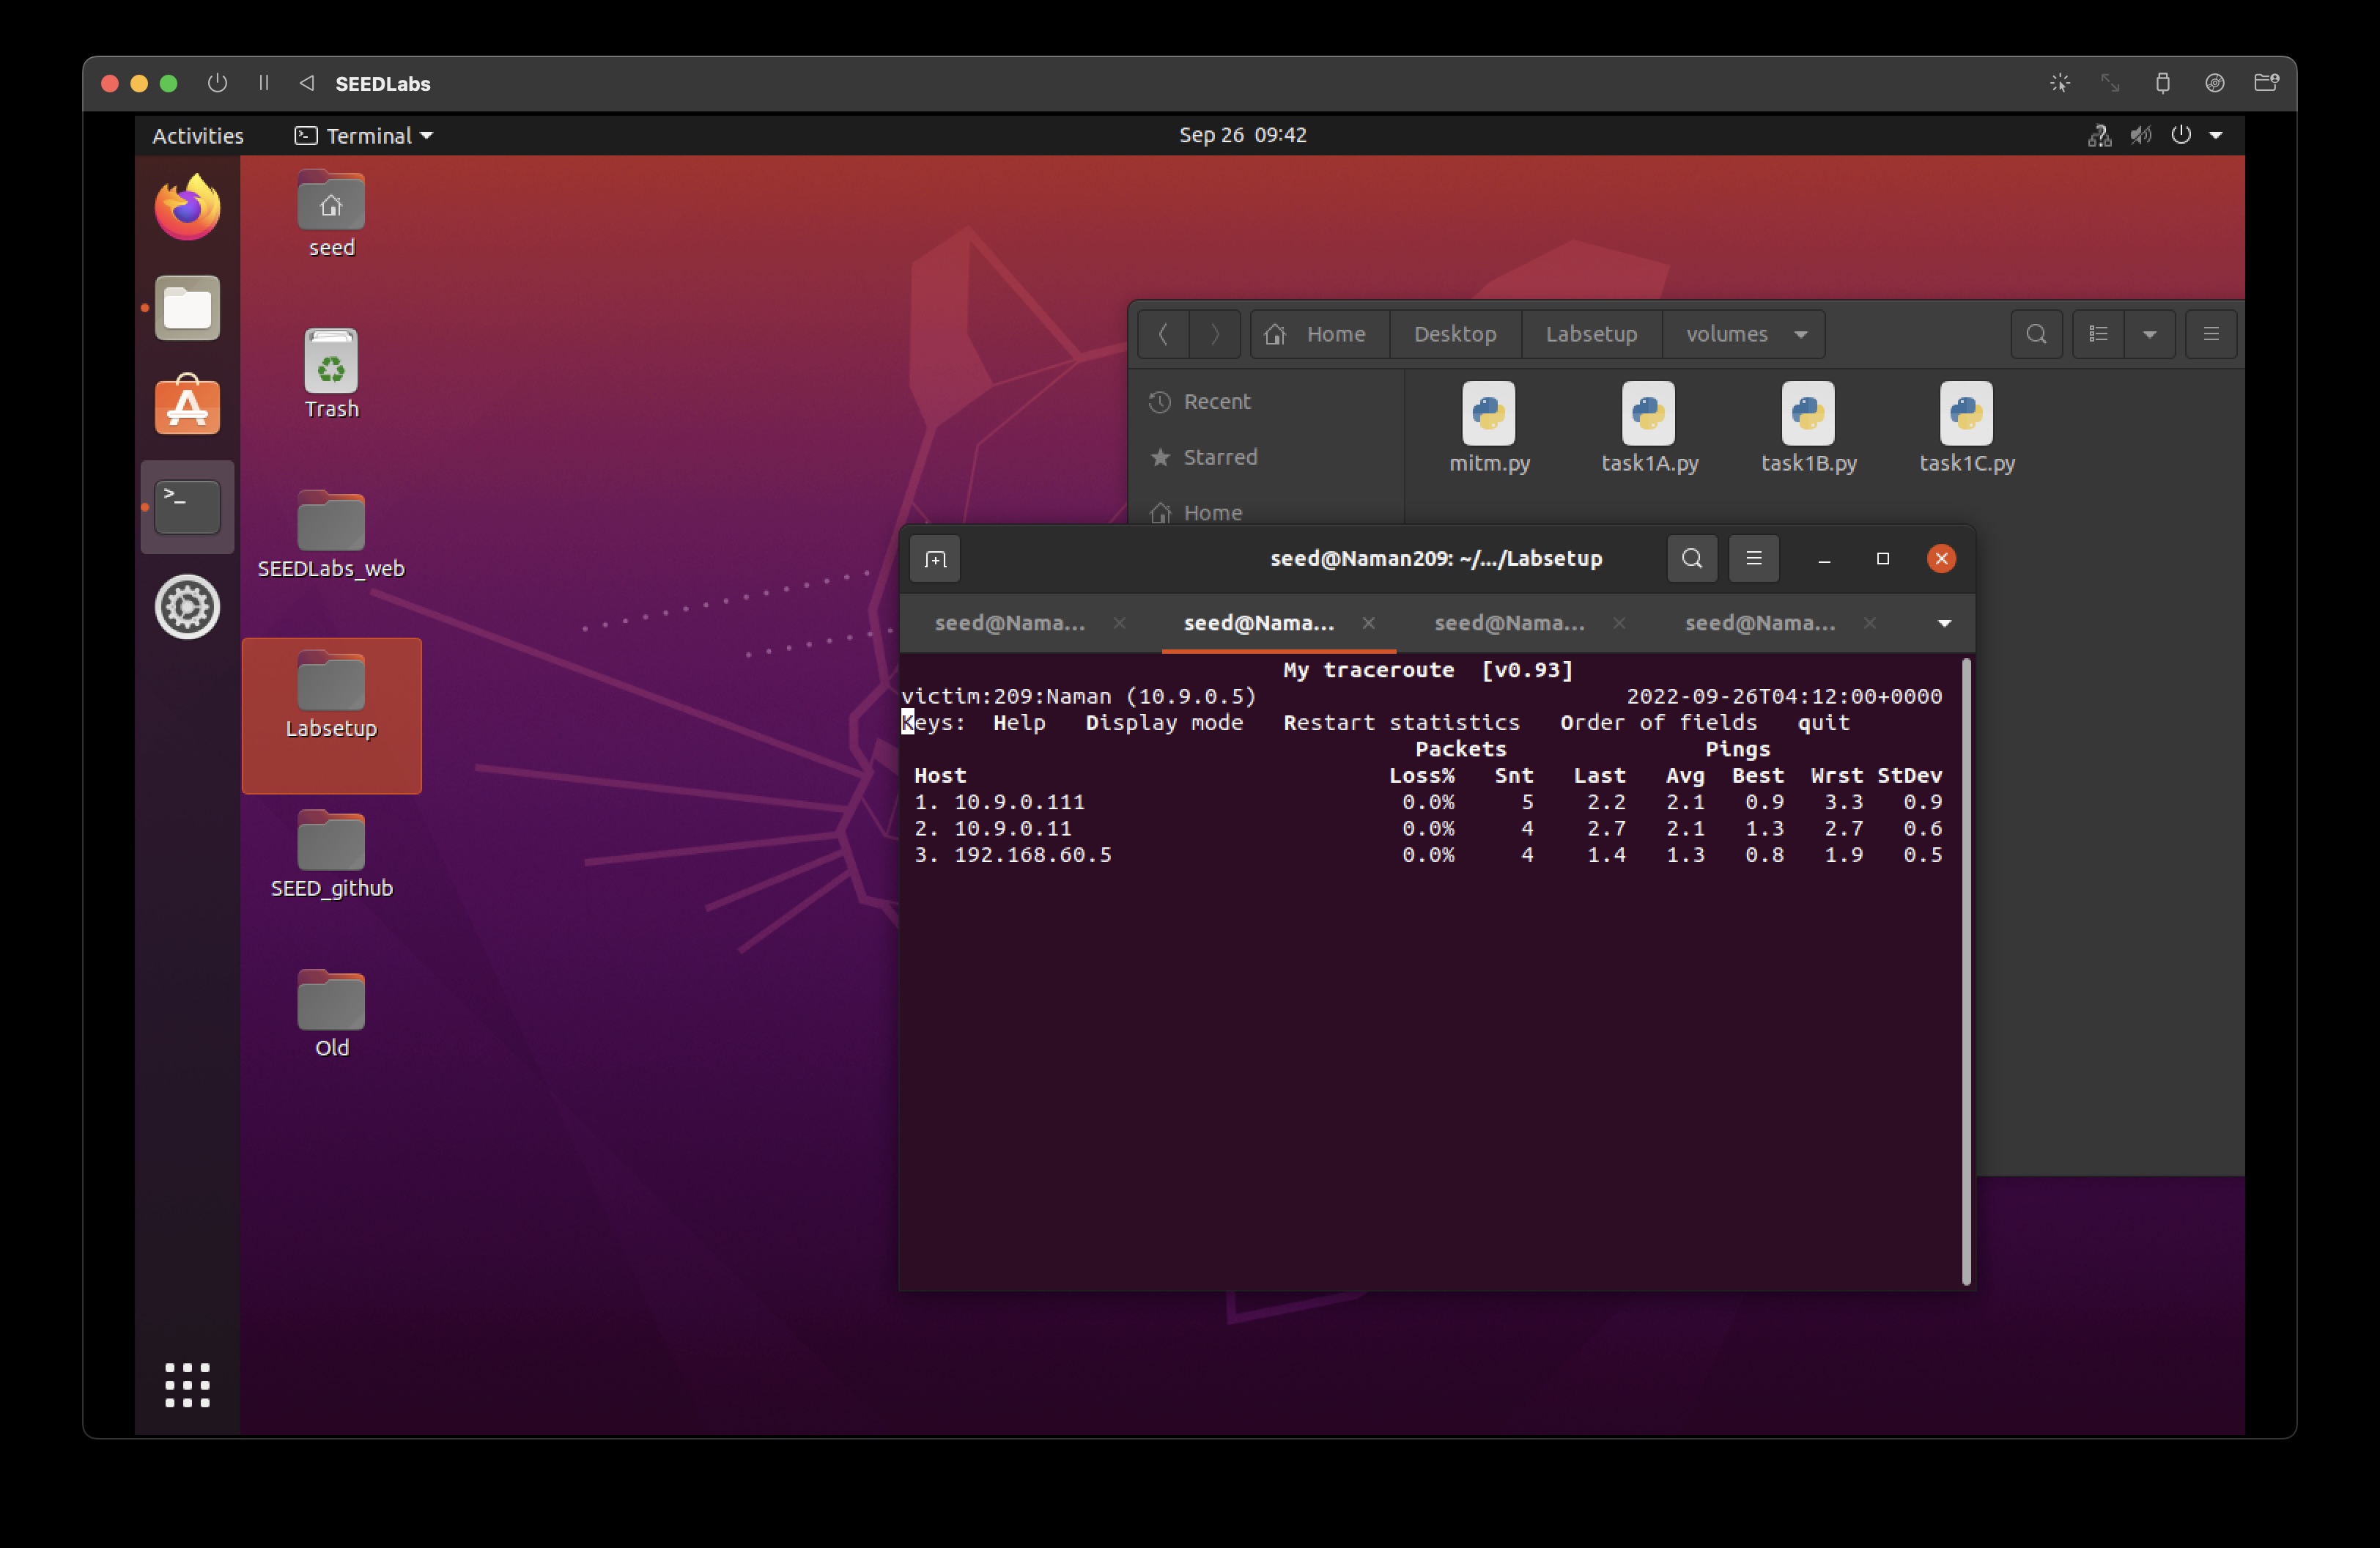 SEEDLabs
Activities Terminal Sep 26 09:42
seed
Trash
SEEDLabs_web
Labsetup
SEED_github
Old
Home Desktop Labsetup volumes
Recent
Starred
Home
mitm.py task1A.py task1B.py task1C.py
seed@Naman209: ~/.../Labsetup
seed@Nama... seed@Nama... seed@Nama... seed@Nama...
My traceroute [v0.93]
victim:209:Naman (10.9.0.5) 2022-09-26T04:12:00+0000
Keys: Help Display mode Restart statistics Order of fields quit
Packets Pings
Host Loss% Snt Last Avg Best Wrst StDev
1. 10.9.0.111 0.0% 5 2.2 2.1 0.9 3.3 0.9
2. 10.9.0.11 0.0% 4 2.7 2.1 1.3 2.7 0.6
3. 192.168.60.5 0.0% 4 1.4 1.3 0.8 1.9 0.5